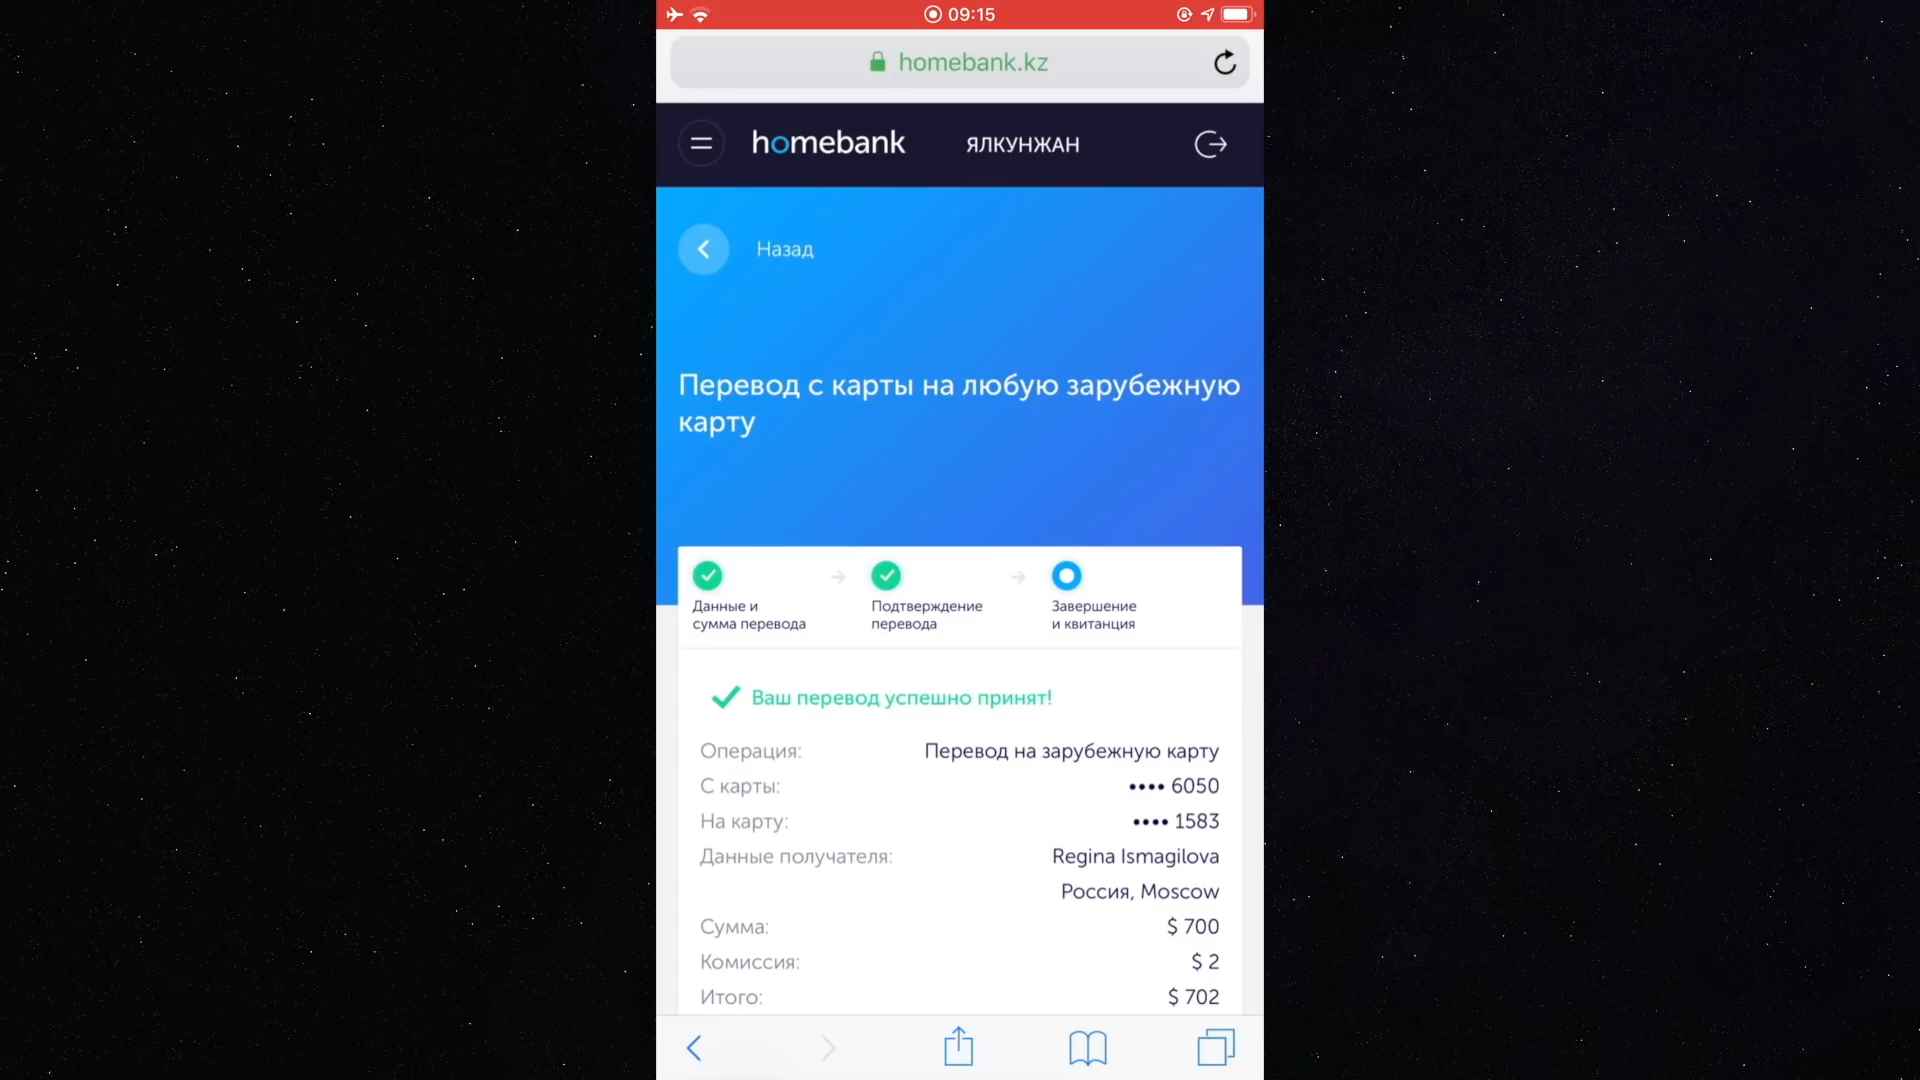 09:15
homebank.kz
homebank ЯЛКУНЖАН
Назад
Перевод с карты на любую зарубежную
карту
Данные и
сумма перевода
Подтверждение
перевода
Завершение
и квитанция
Ваш перевод успешно принят!
Операция: Перевод на зарубежную карту
С карты: •••• 6050
На карту: •••• 1583
Данные получателя: Regina Ismagilova
Россия, Moscow
Сумма: $ 700
Комиссия: $ 2
Итого: $ 702